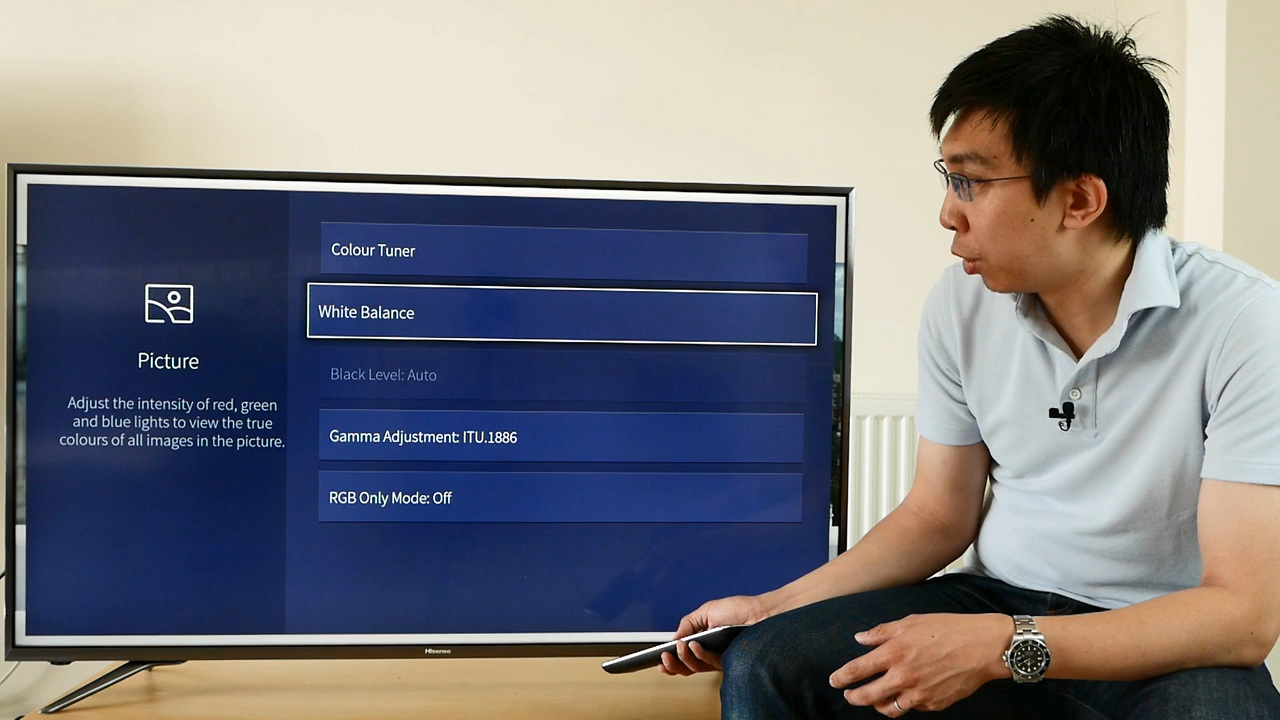 Picture
Adjust the intensity of red, green
and blue lights to view the true
colours of all images in the picture.
Colour Tuner
White Balance
Black Level: Auto
Gamma Adjustment: ITU.1886
RGB Only Mode: Off
Hisense